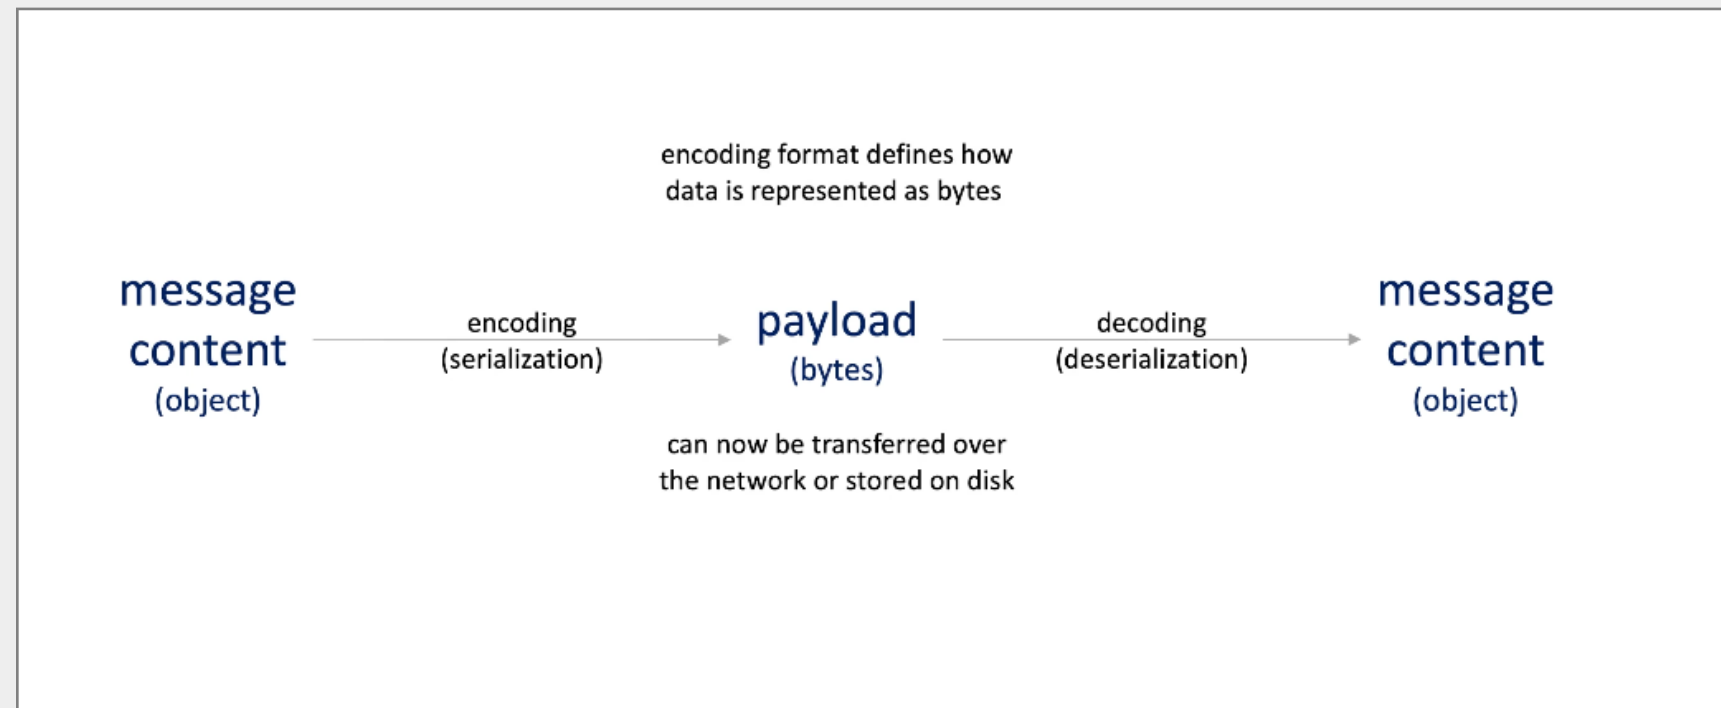 encoding format defines how
data is represented as bytes
message
content
(object)
encoding
(serialization)
payload
(bytes)
decoding
(deserialization)
message
content
(object)
can now be transferred over
the network or stored on disk